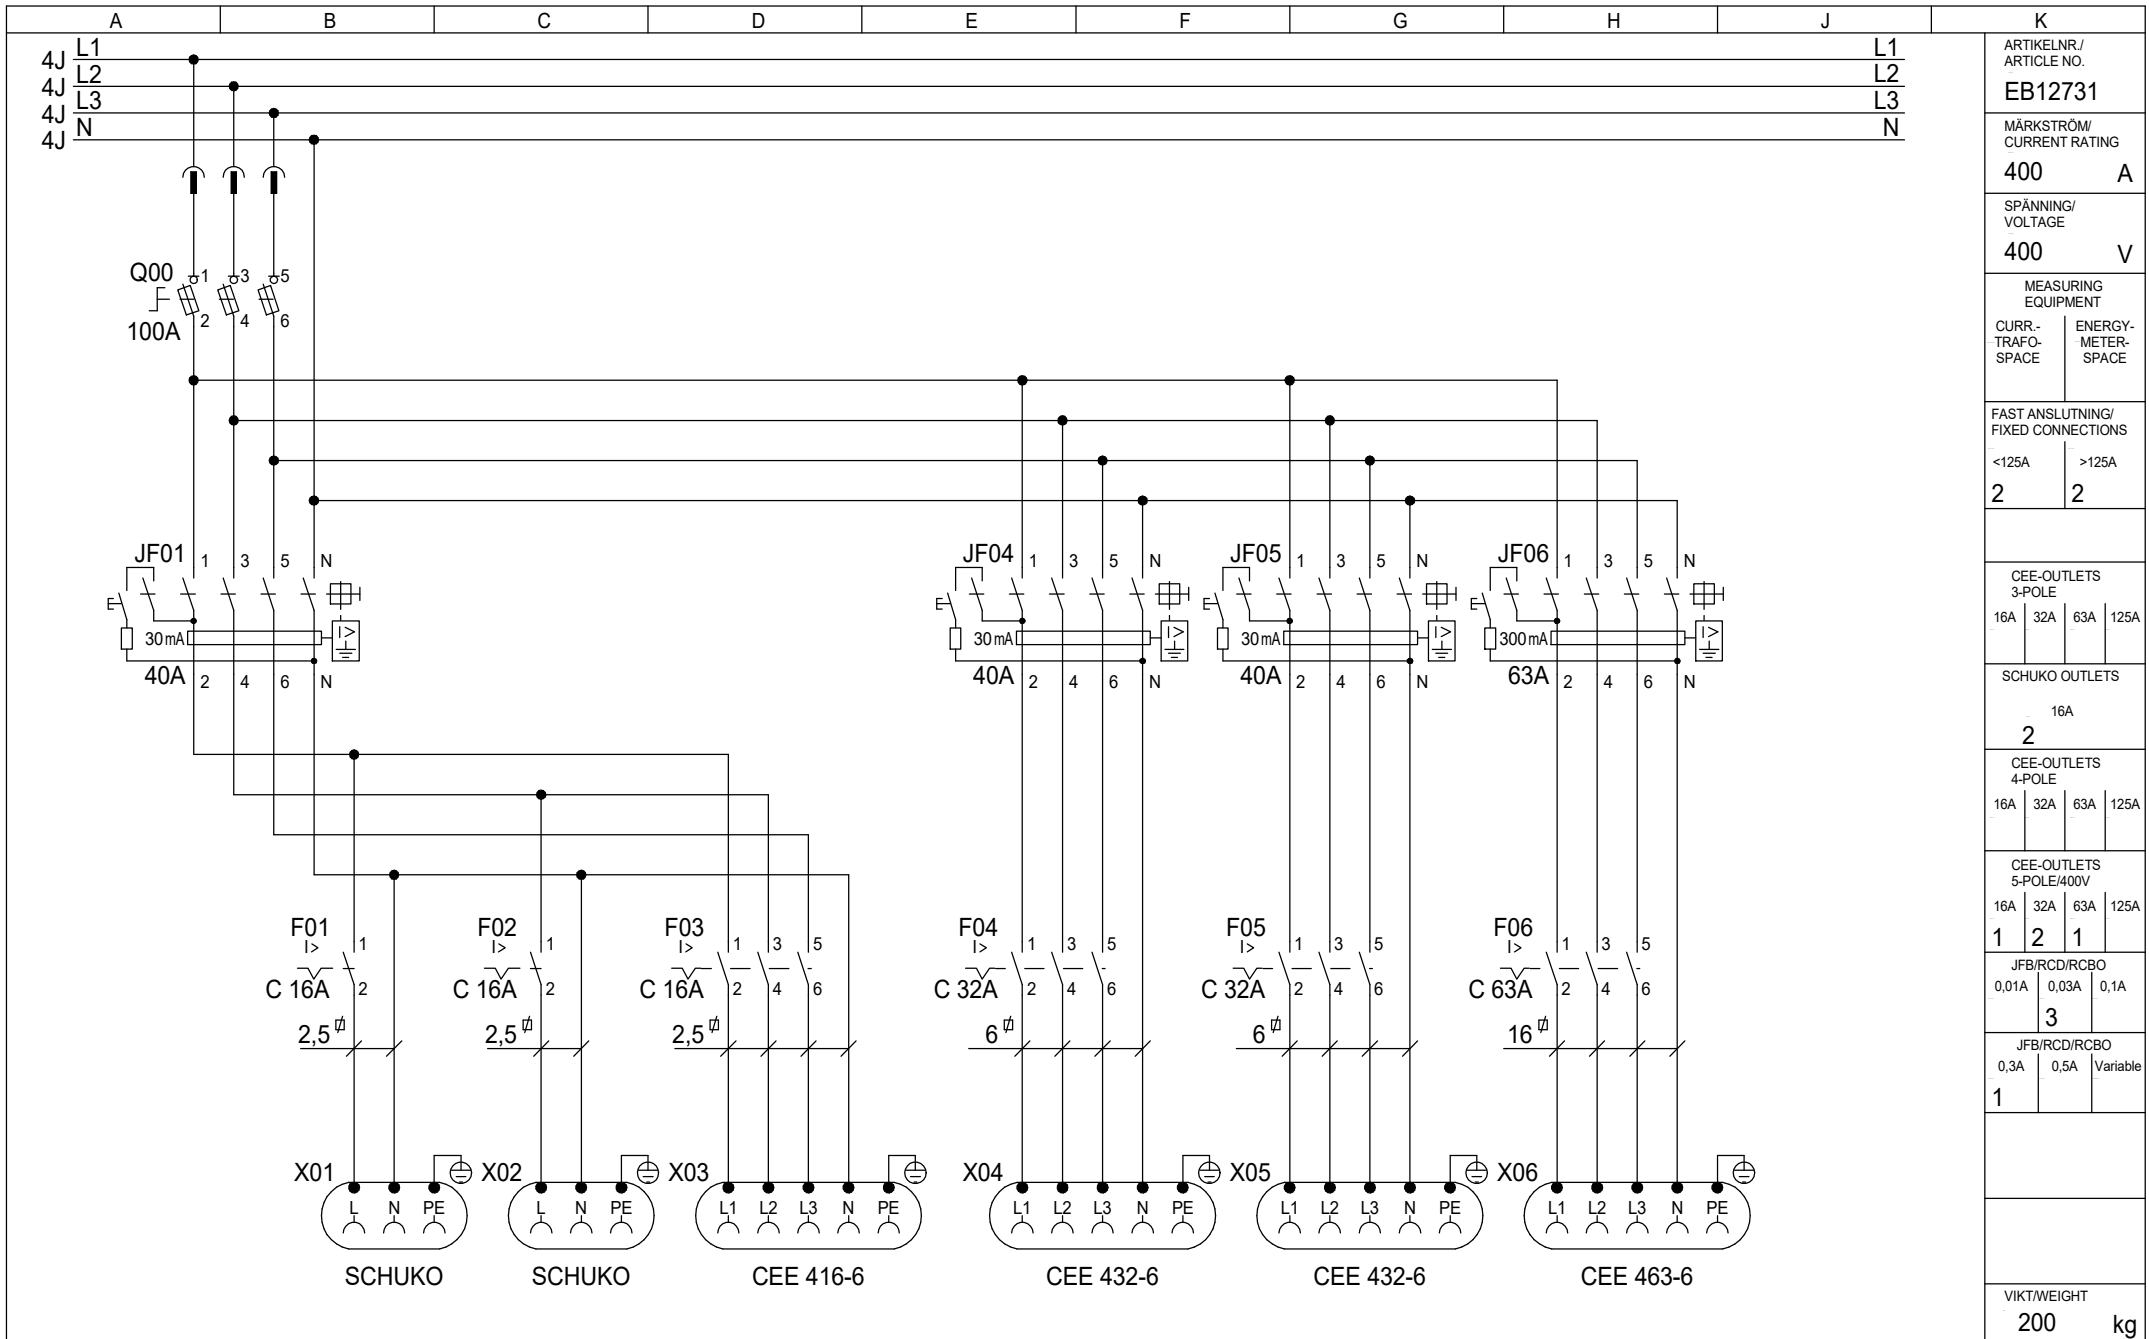 A B C D E F G H J K
4J L1 L1
4J L2 L2
4J L3 L3
4J N N
Q00 1 3 5
100A 2 4 6
JF01 1 3 5 N
30 mA I>
40A 2 4 6 N
JF04 1 3 5 N
30 mA I>
40A 2 4 6 N
JF05 1 3 5 N
30 mA I>
40A 2 4 6 N
JF06 1 3 5 N
300 mA I>
63A 2 4 6 N
F01
I> 1
C 16A 2
2,5
F02
I> 1
C 16A 2
2,5
F03
I> 1 3 5
C 16A 2 4 6
2,5
F04
I> 1 3 5
C 32A 2 4 6
6
F05
I> 1 3 5
C 32A 2 4 6
6
F06
I> 1 3 5
C 63A 2 4 6
16
X01
L N PE
SCHUKO
X02
L N PE
SCHUKO
X03
L1 L2 L3 N PE
CEE 416-6
X04
L1 L2 L3 N PE
CEE 432-6
X05
L1 L2 L3 N PE
CEE 432-6
X06
L1 L2 L3 N PE
CEE 463-6
ARTIKELNR./
ARTICLE NO.
EB12731
MÄRKSTRÖM/
CURRENT RATING
400 A
SPÄNNING/
VOLTAGE
400 V
MEASURING
EQUIPMENT
CURR.-
TRAFO-
SPACE
ENERGY-
METER-
SPACE
FAST ANSLUTNING/
FIXED CONNECTIONS
<125A >125A
2 2
CEE-OUTLETS
3-POLE
16A 32A 63A 125A
SCHUKO OUTLETS
16A
2
CEE-OUTLETS
4-POLE
16A 32A 63A 125A
CEE-OUTLETS
5-POLE/400V
16A 32A 63A 125A
1 2 1
JFB/RCD/RCBO
0,01A 0,03A 0,1A
3
JFB/RCD/RCBO
0,3A 0,5A Variable
1
VIKT/WEIGHT
200 kg